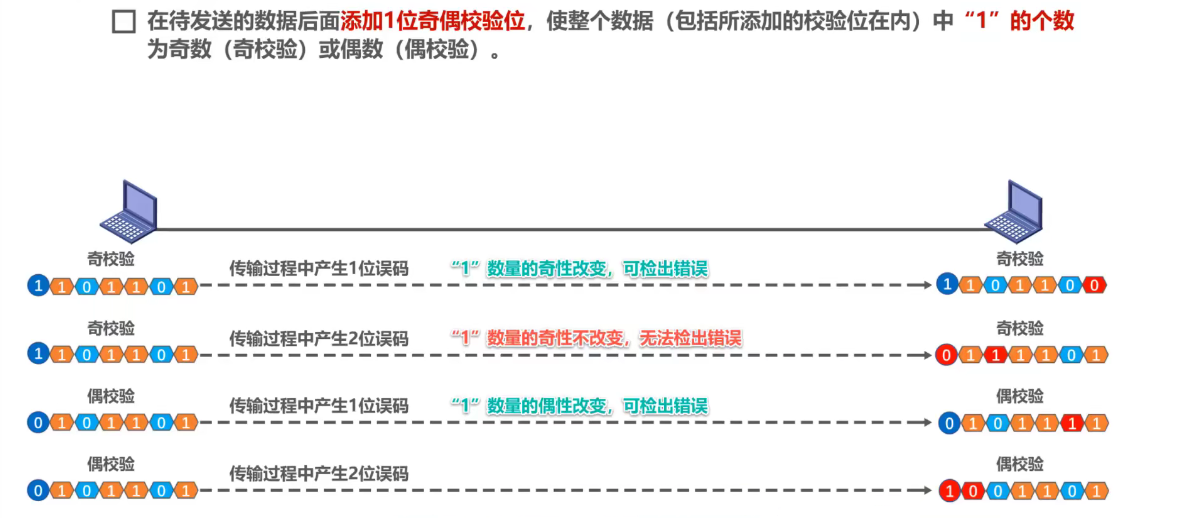 在待发送的数据后面添加1位奇偶校验位，使整个数据（包括所添加的校验位在内）中“1”的个数
为奇数（奇校验）或偶数（偶校验）。
奇校验
奇校验
1 1 0 1 1 0 1
传输过程中产生1位误码
“1”数量的奇性改变，可检出错误
1 1 0 1 1 0 0
奇校验
奇校验
1 1 0 1 1 0 1
传输过程中产生2位误码
“1”数量的奇性不改变，无法检出错误
0 1 1 1 1 0 1
偶校验
偶校验
0 1 0 1 1 0 1
传输过程中产生1位误码
“1”数量的偶性改变，可检出错误
0 1 0 1 1 1 1
偶校验
偶校验
0 1 0 1 1 0 1
传输过程中产生2位误码
1 0 0 1 1 0 1